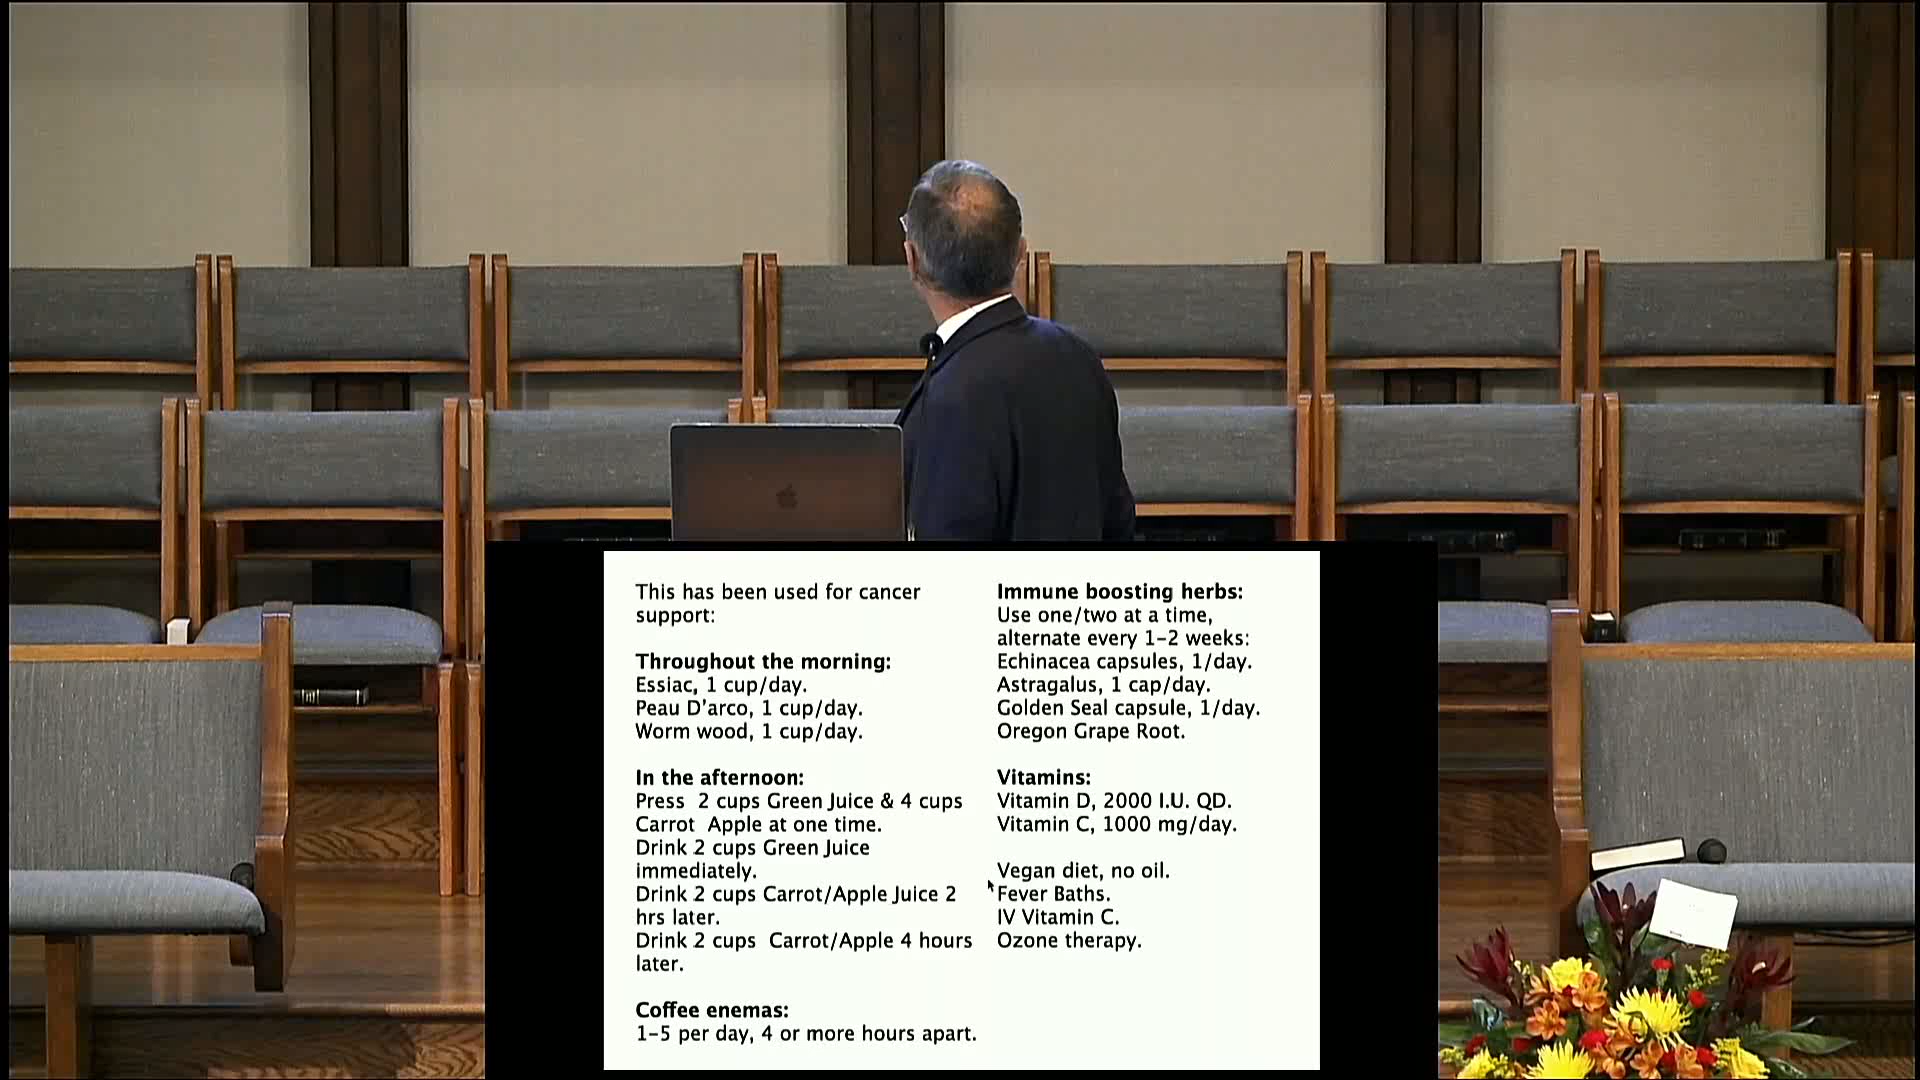 This has been used for cancer
support:
Throughout the morning:
Essiac, 1 cup/day.
Peau D'arco, 1 cup/day.
Worm wood, 1 cup/day.
In the afternoon:
Press 2 cups Green Juice & 4 cups
Carrot Apple at one time.
Drink 2 cups Green Juice
immediately.
Drink 2 cups Carrot/Apple Juice 2
hrs later.
Drink 2 cups Carrot/Apple 4 hours
later.
Coffee enemas:
1-5 per day, 4 or more hours apart.
Immune boosting herbs:
Use one/two at a time,
alternate every 1-2 weeks:
Echinacea capsules, 1/day.
Astragalus, 1 cap/day.
Golden Seal capsule, 1/day.
Oregon Grape Root.
Vitamins:
Vitamin D, 2000 I.U. QD.
Vitamin C, 1000 mg/day.
Vegan diet, no oil.
Fever Baths.
IV Vitamin C.
Ozone therapy.